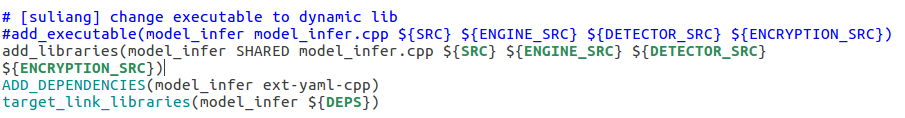 # [suliang] change executable to dynamic lib
#add_executable(model_infer model_infer.cpp ${SRC} ${ENGINE_SRC} ${DETECTOR_SRC} ${ENCRYPTION_SRC})
add_libraries(model_infer SHARED model_infer.cpp ${SRC} ${ENGINE_SRC} ${DETECTOR_SRC}
${ENCRYPTION_SRC})
ADD_DEPENDENCIES(model_infer ext-yaml-cpp)
target_link_libraries(model_infer ${DEPS})